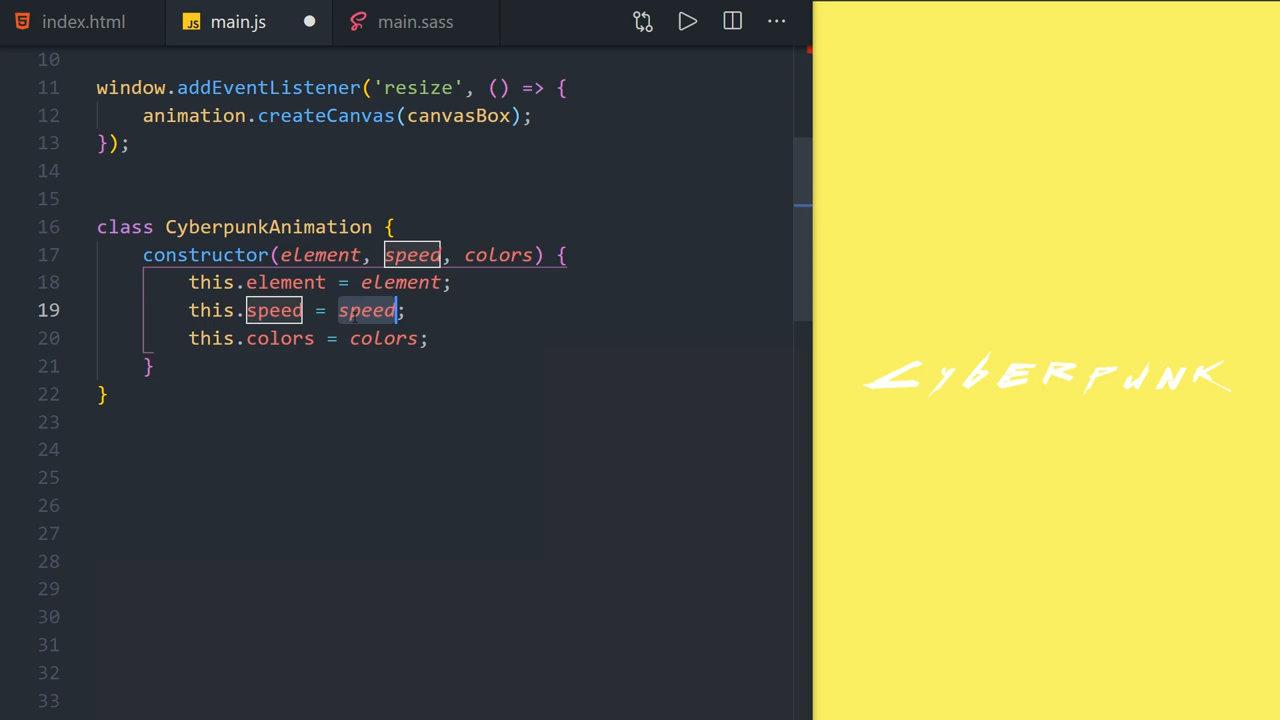 index.html
main.js
main.sass
10
11 window.addEventListener('resize', () => {
12 animation.createCanvas(canvasBox);
13 });
14
15
16 class CyberpunkAnimation {
17 constructor(element, speed, colors) {
18 this.element = element;
19 this.speed = speed;
20 this.colors = colors;
21 }
22 }
23
24
25
26
27
28
29
30
31
32
33
CybERPUNK